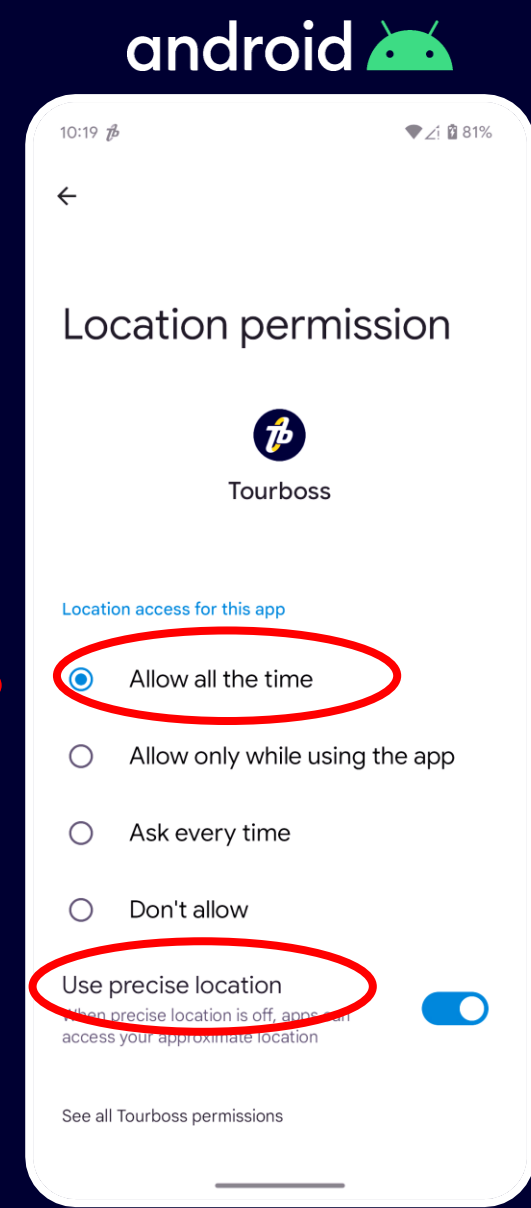 android
10:19 81%
Location permission
Tourboss
Location access for this app
Allow all the time
Allow only while using the app
Ask every time
Don't allow
Use precise location
When precise location is off, apps can
access your approximate location
See all Tourboss permissions